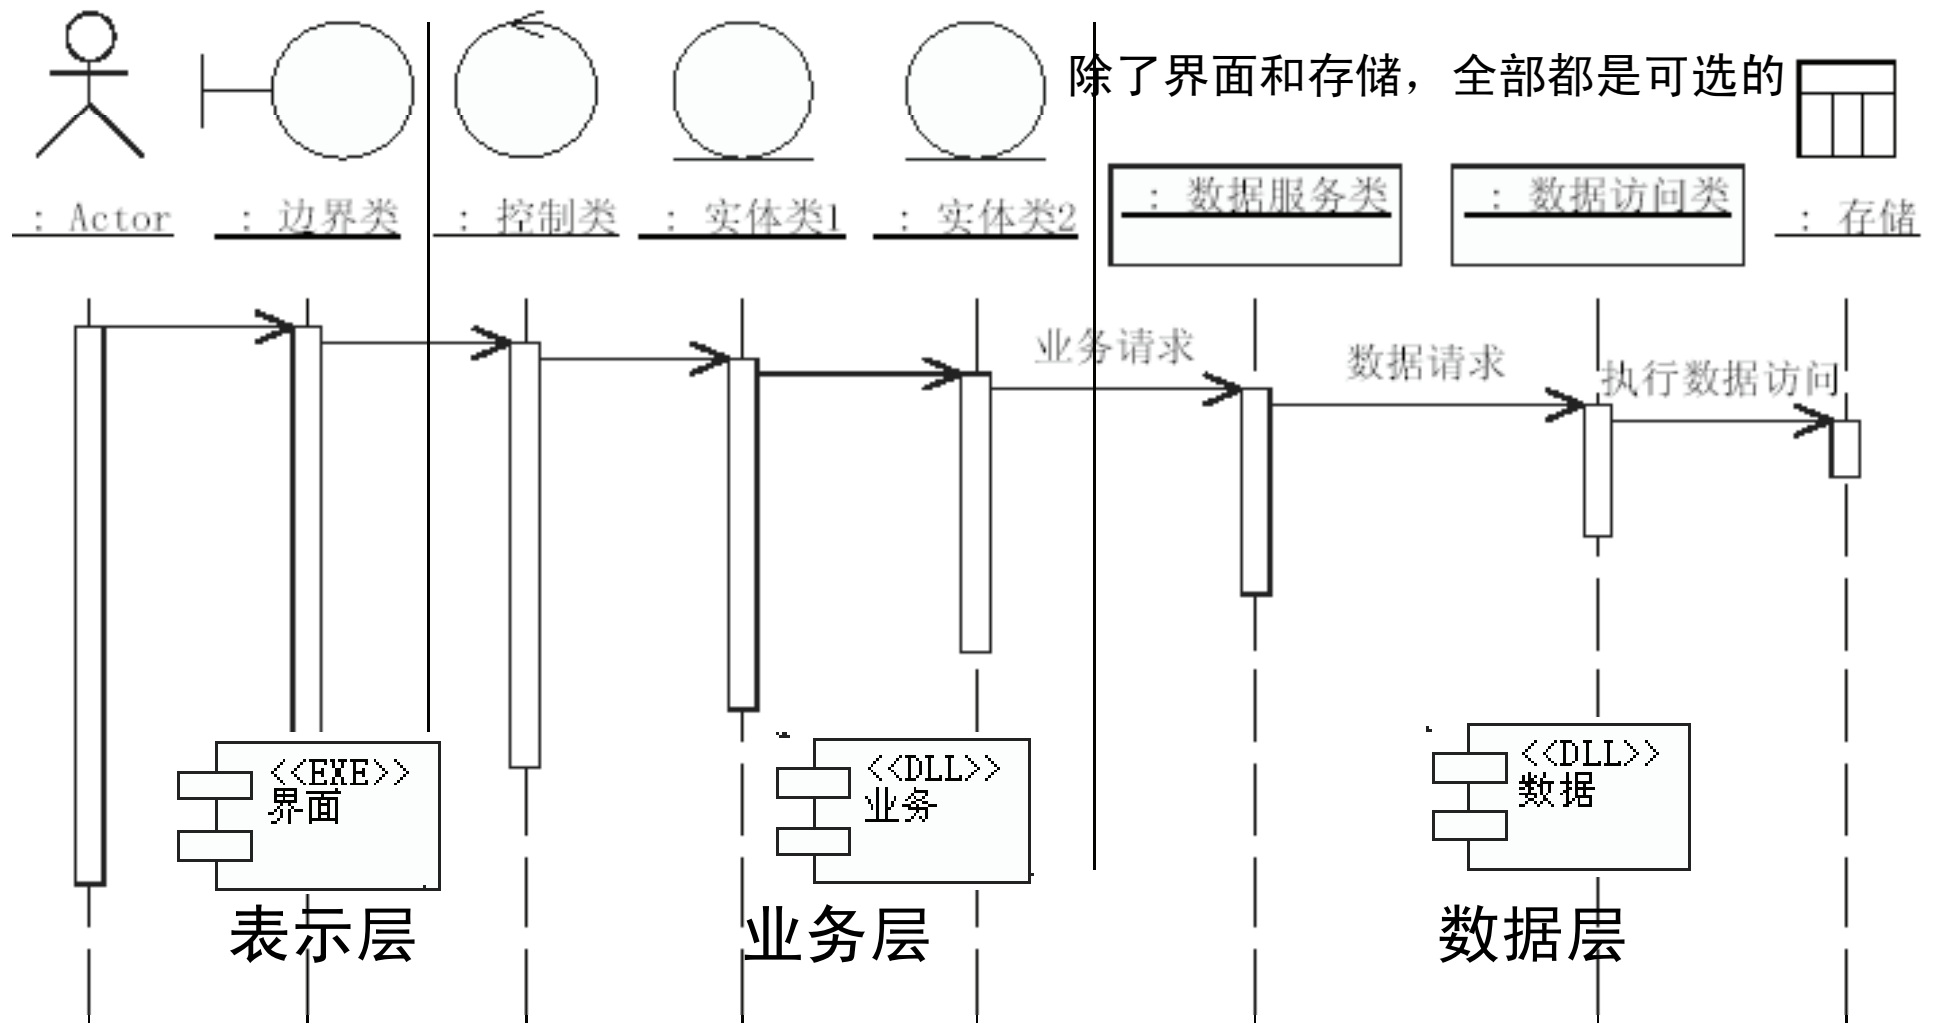 除了界面和存储，全部都是可选的
: Actor
: 边界类
: 控制类
: 实体类1
: 实体类2
: 数据服务类
: 数据访问类
: 存储
业务请求
数据请求
执行数据访问
<<EXE>>
界面
<<DLL>>
业务
<<DLL>>
数据
表示层
业务层
数据层